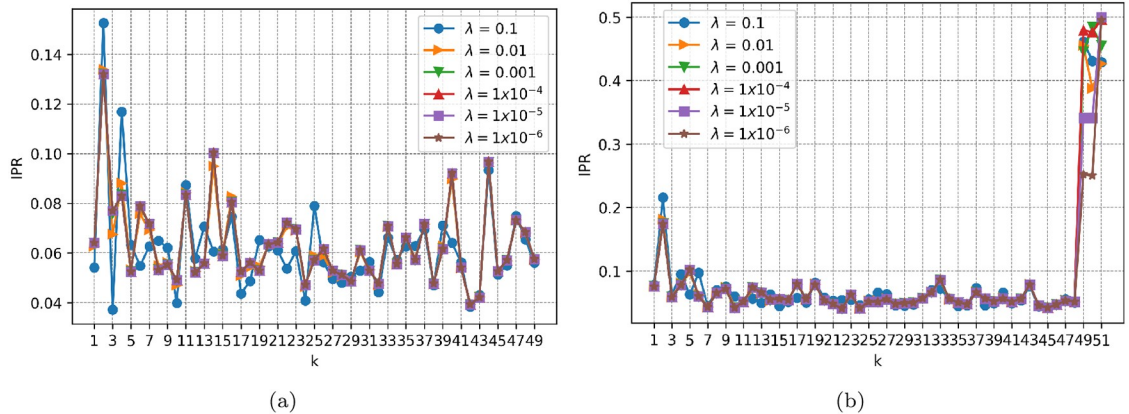 0.14
0.12
0.10
0.08
0.06
0.04
IPR
λ = 0.1
λ = 0.01
λ = 0.001
λ = 1x10⁻⁴
λ = 1x10⁻⁵
λ = 1x10⁻⁶
1 3 5 7 9 11 13 15 17 19 21 23 25 27 29 31 33 35 37 39 41 43 45 47 49
k
(a)
0.5
0.4
0.3
0.2
0.1
IPR
λ = 0.1
λ = 0.01
λ = 0.001
λ = 1x10⁻⁴
λ = 1x10⁻⁵
λ = 1x10⁻⁶
1 3 5 7 9 11 13 15 17 19 21 23 25 27 29 31 33 35 37 39 41 43 45 47 49 51
k
(b)